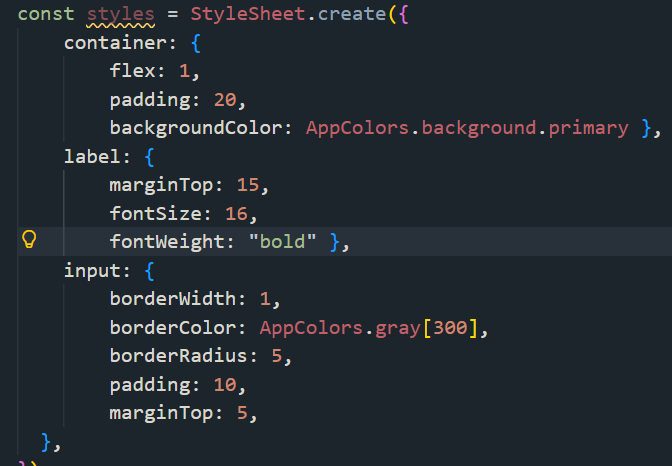 const styles = StyleSheet.create({
    container: {
        flex: 1,
        padding: 20,
        backgroundColor: AppColors.background.primary },
    label: {
        marginTop: 15,
        fontSize: 16,
        fontWeight: "bold" },
    input: {
        borderWidth: 1,
        borderColor: AppColors.gray[300],
        borderRadius: 5,
        padding: 10,
        marginTop: 5,
  },
})